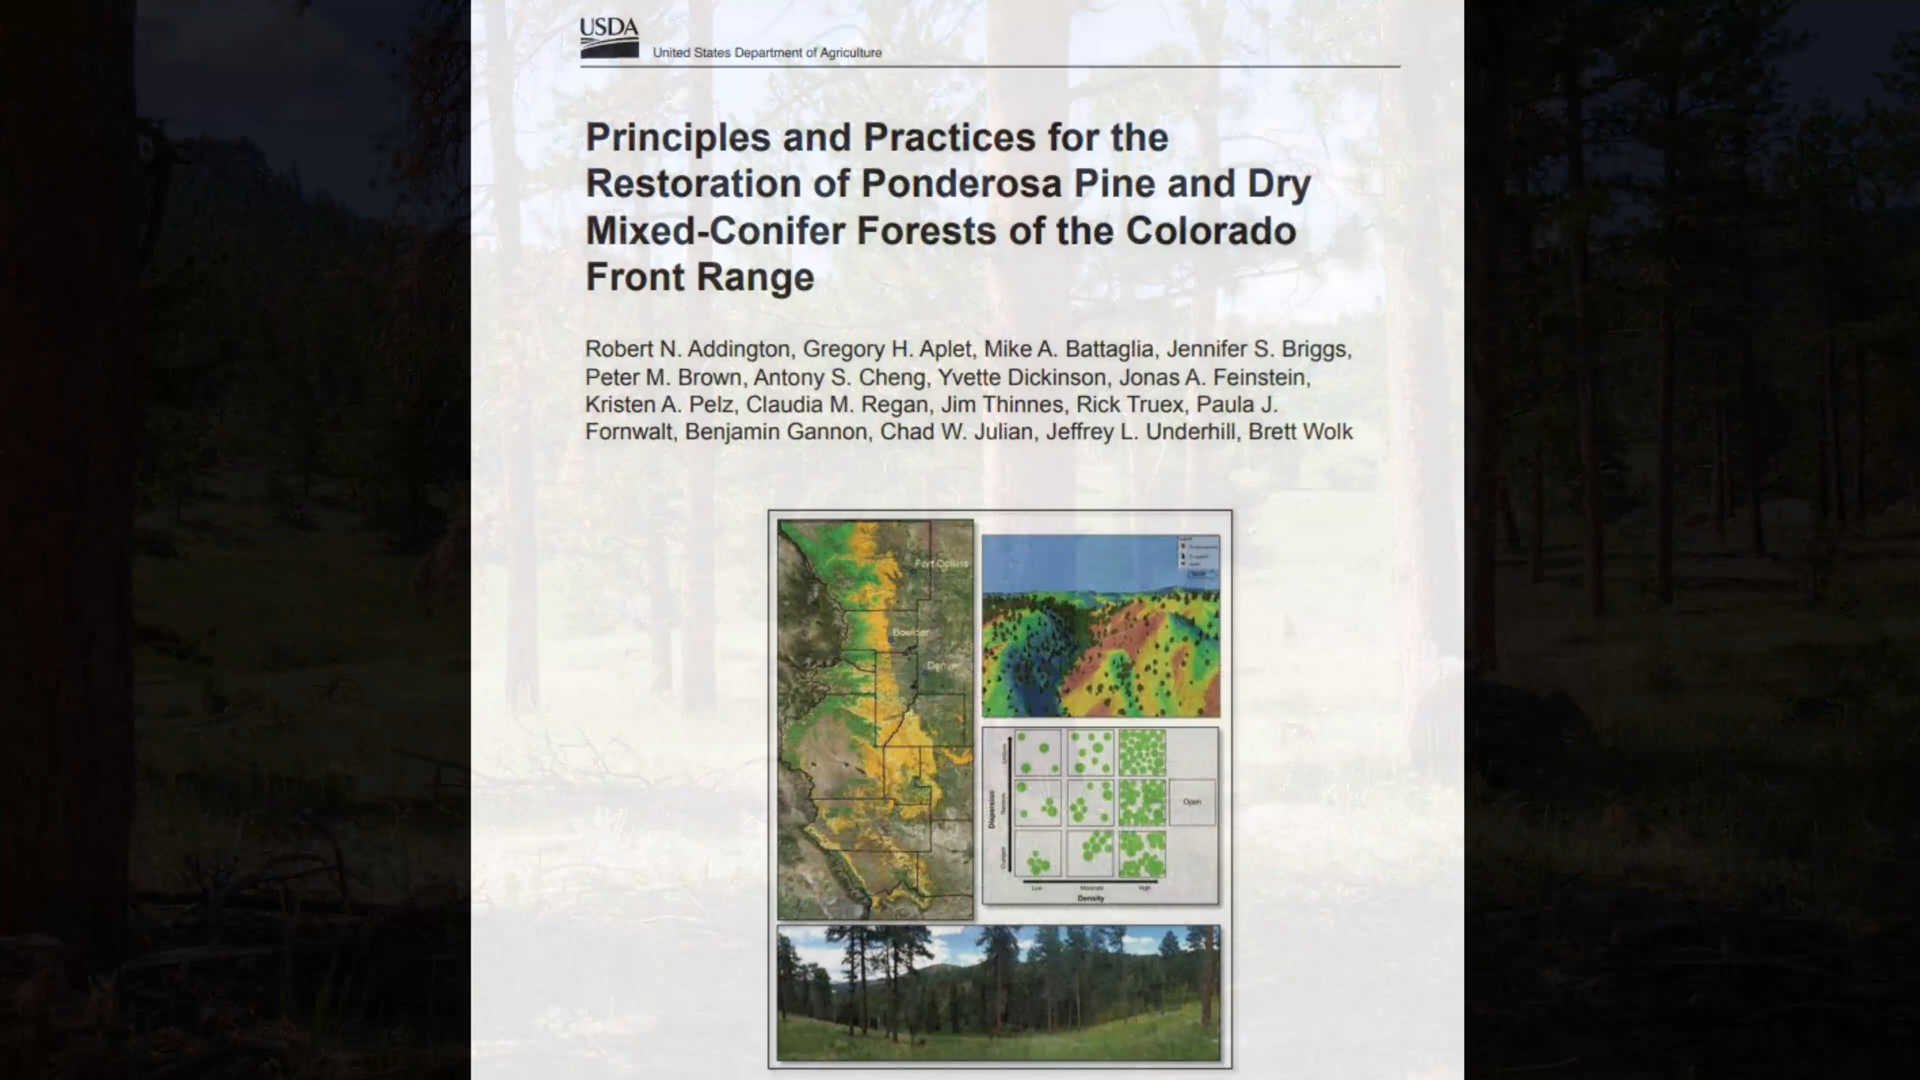 USDA
United States Department of Agriculture
Principles and Practices for the
Restoration of Ponderosa Pine and Dry
Mixed-Conifer Forests of the Colorado
Front Range
Robert N. Addington, Gregory H. Aplet, Mike A. Battaglia, Jennifer S. Briggs,
Peter M. Brown, Antony S. Cheng, Yvette Dickinson, Jonas A. Feinstein,
Kristen A. Pelz, Claudia M. Regan, Jim Thinnes, Rick Truex, Paula J.
Fornwalt, Benjamin Gannon, Chad W. Julian, Jeffrey L. Underhill, Brett Wolk
Fort Collins
Boulder
Denver
Dispersion
Open
Low Moderate High
Density